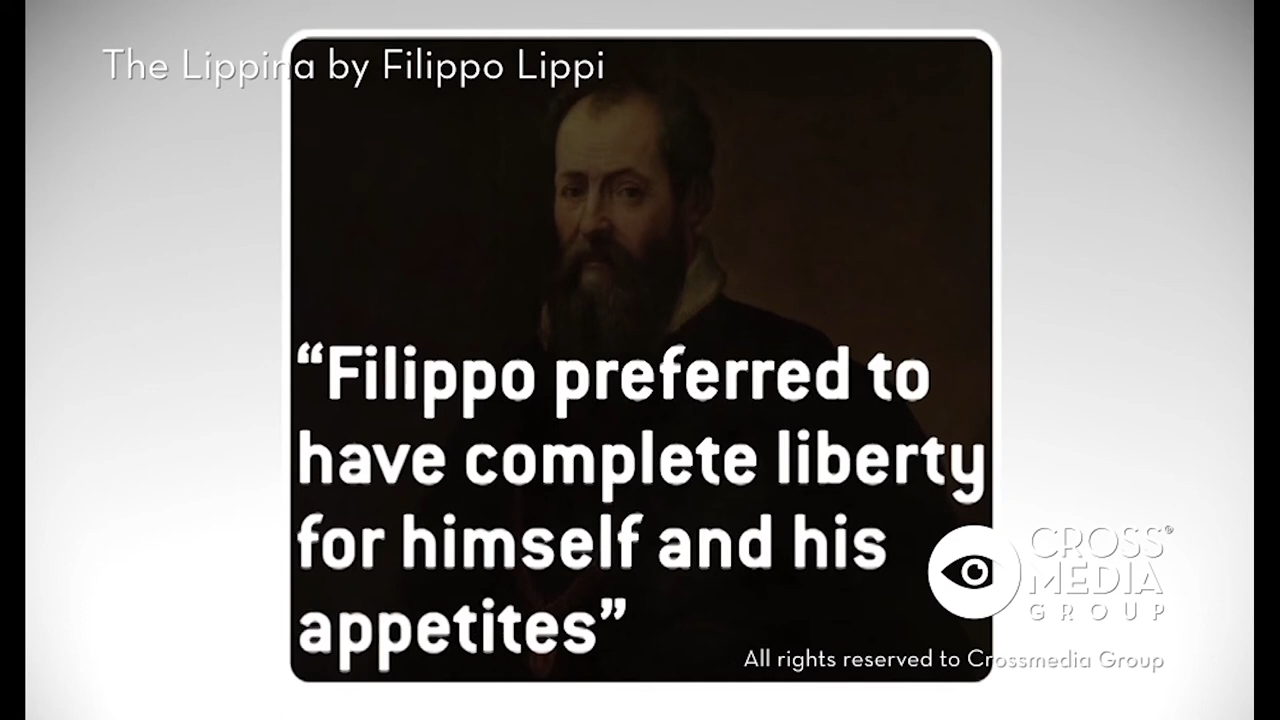 The Lippina by Filippo Lippi
“Filippo preferred to
have complete liberty
for himself and his
appetites”
CROSS®
MEDIA
GROUP
All rights reserved to Crossmedia Group